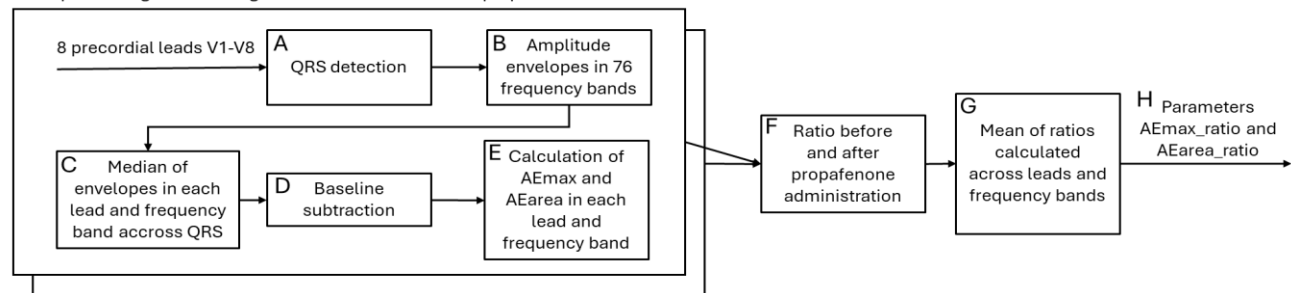 8 precordial leads V1-V8
A
QRS detection
B
Amplitude
envelopes in 76
frequency bands
C
Median of
envelopes in each
lead and frequency
band accross QRS
D
Baseline
subtraction
E
Calculation of
AEmax and
AEarea in each
lead and
frequency band
F
Ratio before
and after
propafenone
administration
G
Mean of ratios
calculated
across leads and
frequency bands
H
Parameters
AEmax_ratio and
AEarea_ratio